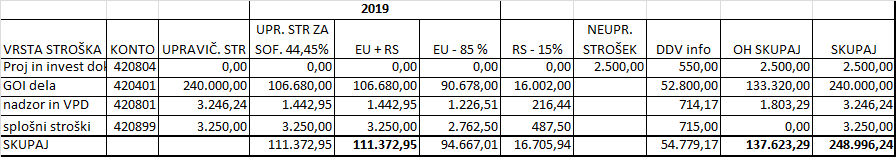 2019
VRSTA STROŠKA KONTO UPRAVIČ. STR UPR. STR ZA SOF. 44,45% EU + RS EU - 85 % RS - 15% NEUPR. STROŠEK DDV info OH SKUPAJ SKUPAJ
Proj in invest dok 420804 0,00 0,00 0,00 0,00 0,00 2.500,00 550,00 2.500,00 2.500,00
GOI dela 420401 240.000,00 106.680,00 106.680,00 90.678,00 16.002,00 52.800,00 133.320,00 240.000,00
nadzor in VPD 420801 3.246,24 1.442,95 1.442,95 1.226,51 216,44 714,17 1.803,29 3.246,24
splošni stroški 420899 3.250,00 3.250,00 3.250,00 2.762,50 487,50 715,00 0,00 3.250,00
SKUPAJ 111.372,95 111.372,95 94.667,01 16.705,94 54.779,17 137.623,29 248.996,24